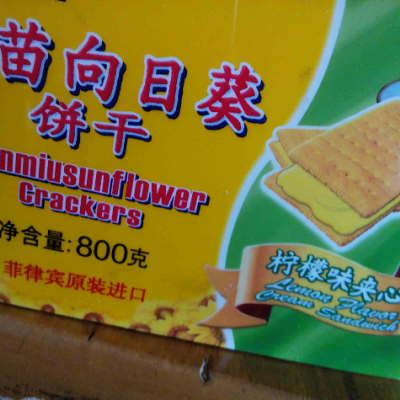 苗向日葵
饼干
nmiusunflower
Crackers
净含量: 800克
菲律宾原装进口
柠檬味夹心
Lemon Flavor
Cream Sandwich